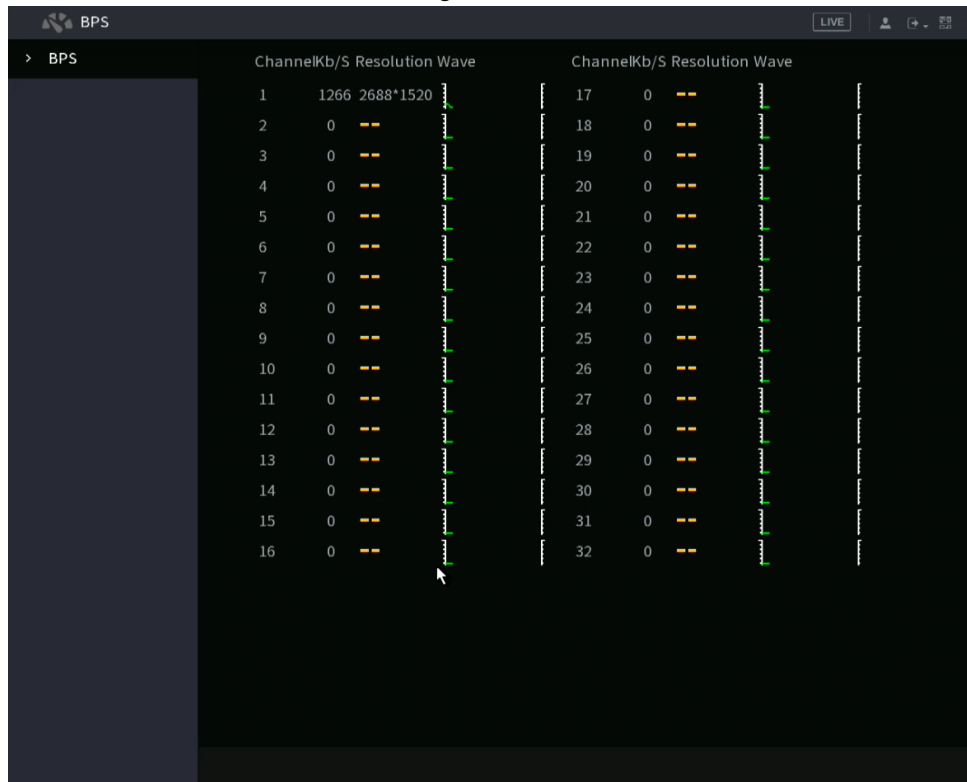 BPS LIVE
BPS
ChannelKb/S Resolution Wave ChannelKb/S Resolution Wave
1 1266 2688*1520 17 0 --
2 0 -- 18 0 --
3 0 -- 19 0 --
4 0 -- 20 0 --
5 0 -- 21 0 --
6 0 -- 22 0 --
7 0 -- 23 0 --
8 0 -- 24 0 --
9 0 -- 25 0 --
10 0 -- 26 0 --
11 0 -- 27 0 --
12 0 -- 28 0 --
13 0 -- 29 0 --
14 0 -- 30 0 --
15 0 -- 31 0 --
16 0 -- 32 0 --